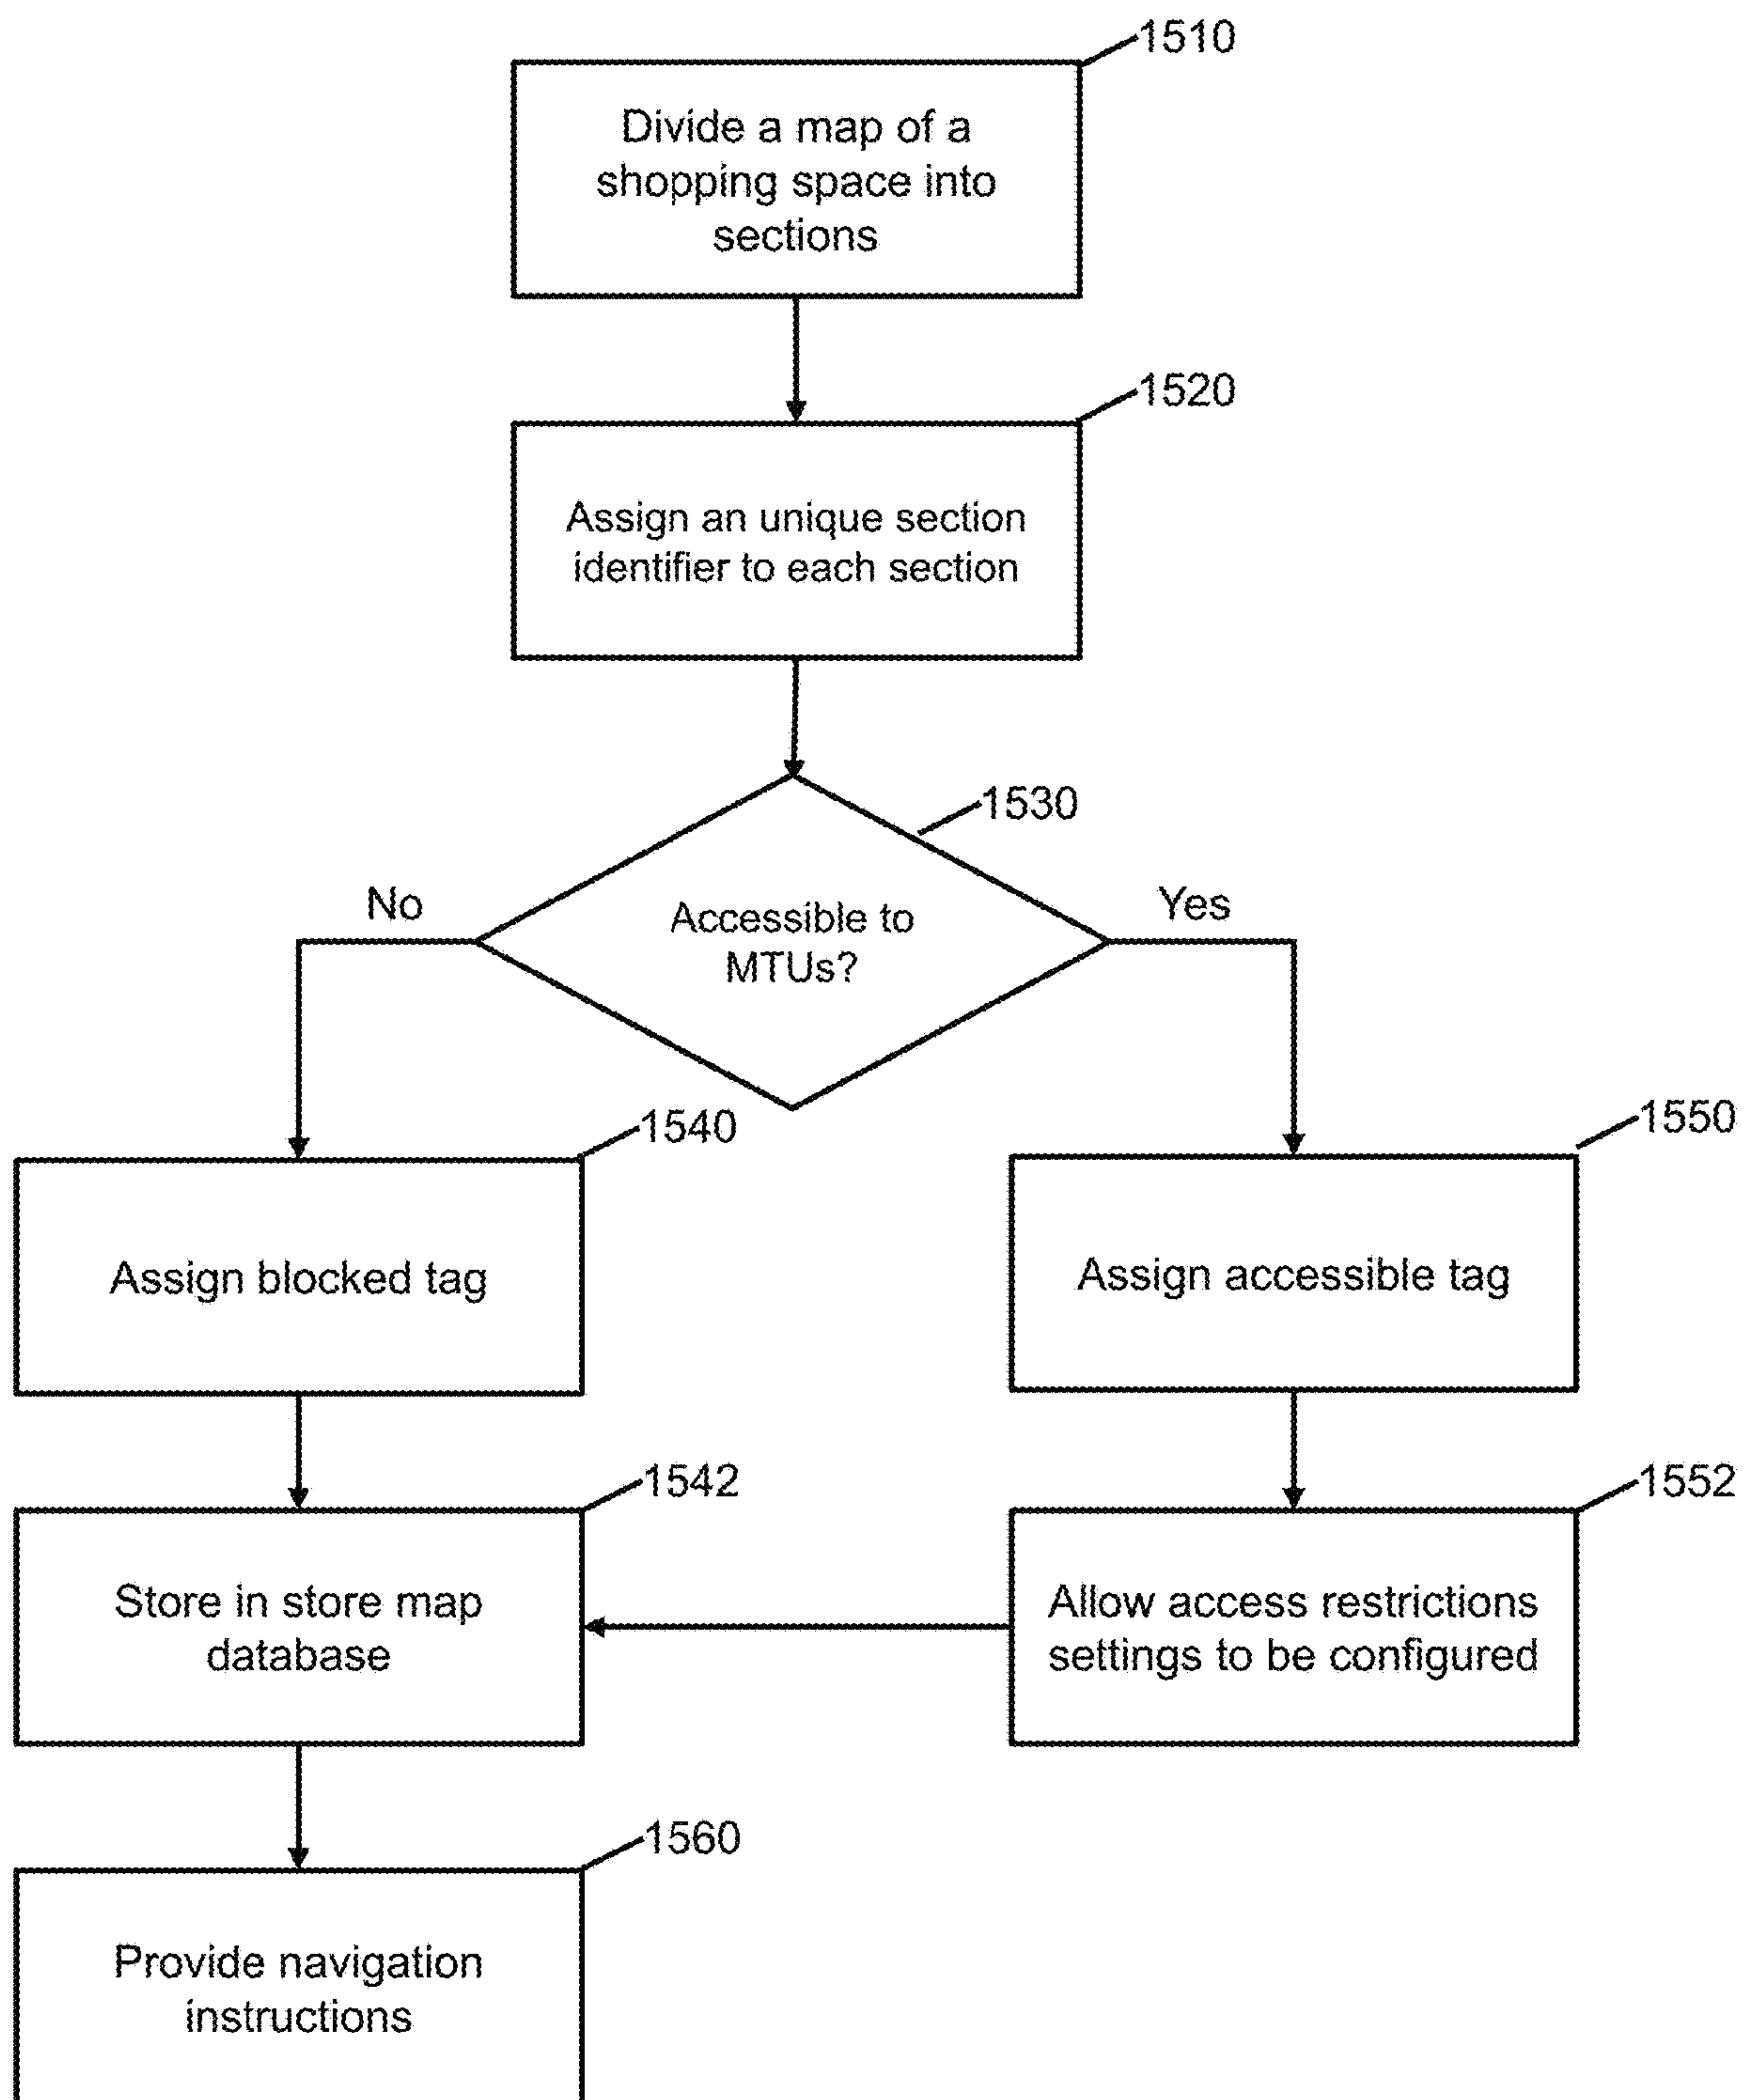 1510
Divide a map of a
shopping space into
sections
1520
Assign an unique section
identifier to each section
1530
Accessible to
MTUs?
No
Yes
1540
Assign blocked tag
1550
Assign accessible tag
1542
Store in store map
database
1552
Allow access restrictions
settings to be configured
1560
Provide navigation
instructions